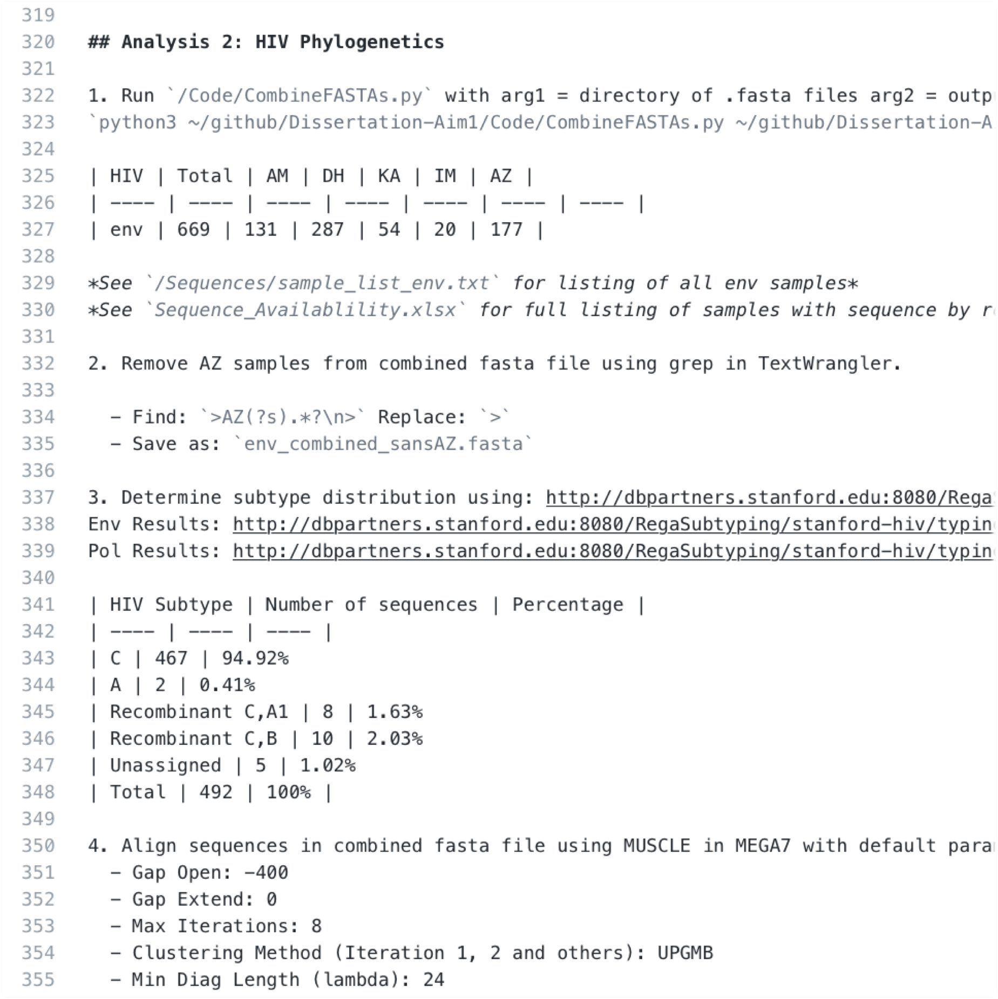 319
320 ## Analysis 2: HIV Phylogenetics
321
322 1. Run `/Code/CombineFASTAs.py` with arg1 = directory of .fasta files arg2 = outp
323 `python3 ~/github/Dissertation-Aim1/Code/CombineFASTAs.py ~/github/Dissertation-A
324
325 | HIV | Total | AM | DH | KA | IM | AZ |
326 | ---- | ---- | ---- | ---- | ---- | ---- | ---- |
327 | env | 669 | 131 | 287 | 54 | 20 | 177 |
328
329 *See `/Sequences/sample_list_env.txt` for listing of all env samples*
330 *See `Sequence_Availablility.xlsx` for full listing of samples with sequence by r
331
332 2. Remove AZ samples from combined fasta file using grep in TextWrangler.
333
334 - Find: `>AZ(?s).*?\n>` Replace: `>`
335 - Save as: `env_combined_sansAZ.fasta`
336
337 3. Determine subtype distribution using: http://dbpartners.stanford.edu:8080/Rega
338 Env Results: http://dbpartners.stanford.edu:8080/RegaSubtyping/stanford-hiv/typin
339 Pol Results: http://dbpartners.stanford.edu:8080/RegaSubtyping/stanford-hiv/typin
340
341 | HIV Subtype | Number of sequences | Percentage |
342 | ---- | ---- | ---- |
343 | C | 467 | 94.92%
344 | A | 2 | 0.41%
345 | Recombinant C,A1 | 8 | 1.63%
346 | Recombinant C,B | 10 | 2.03%
347 | Unassigned | 5 | 1.02%
348 | Total | 492 | 100% |
349
350 4. Align sequences in combined fasta file using MUSCLE in MEGA7 with default para
351 - Gap Open: -400
352 - Gap Extend: 0
353 - Max Iterations: 8
354 - Clustering Method (Iteration 1, 2 and others): UPGMB
355 - Min Diag Length (lambda): 24